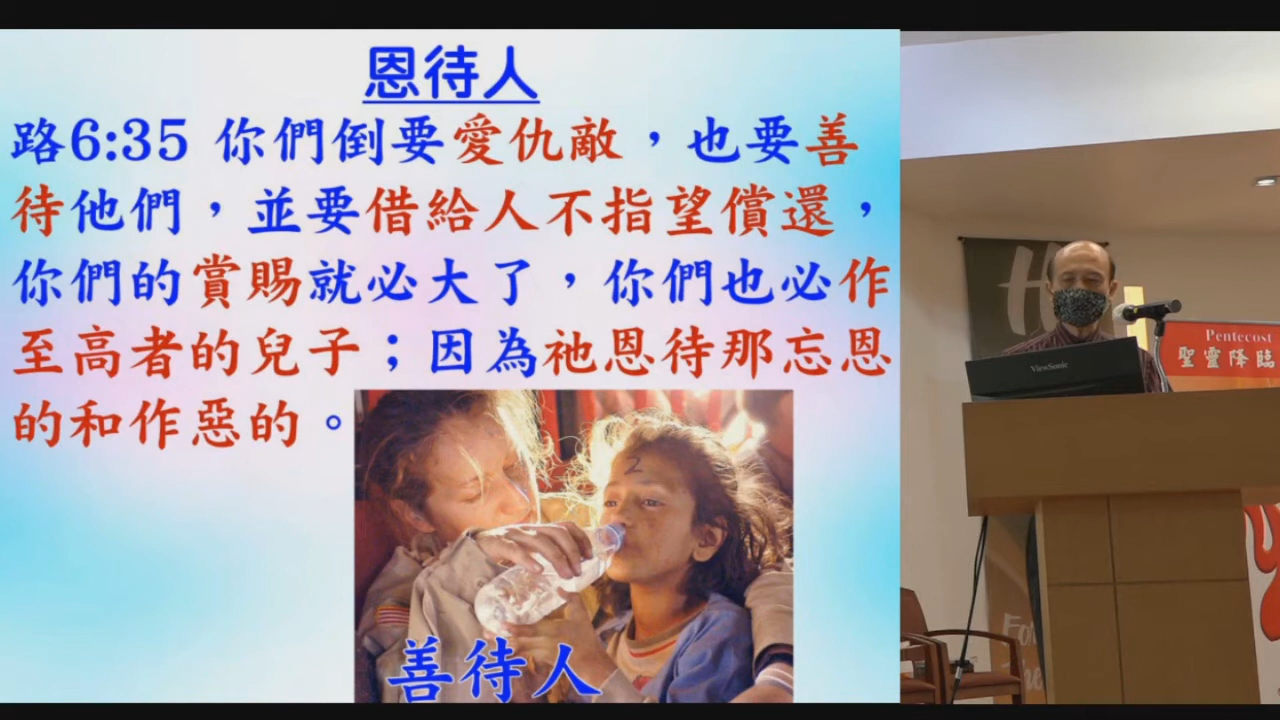 恩待人
路6:35 你們倒要愛仇敵，也要善
待他們，並要借給人不指望償還，
你們的賞賜就必大了，你們也必作
至高者的兒子；因為祂恩待那忘恩
的和作惡的。
2
善待人
ViewSonic
Pentecost
聖靈降臨